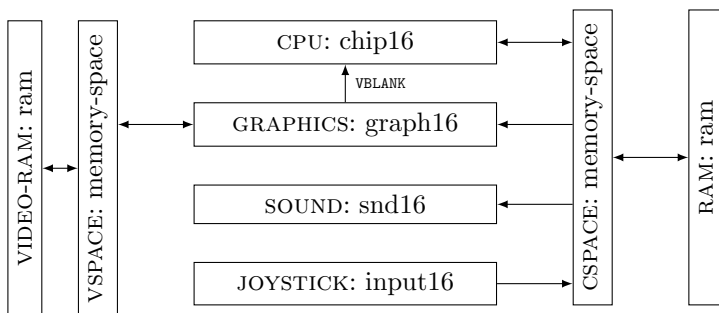 VIDEO-RAM: ram
VSPACE: memory-space
CPU: chip16
VBLANK
GRAPHICS: graph16
SOUND: snd16
JOYSTICK: input16
CSPACE: memory-space
RAM: ram